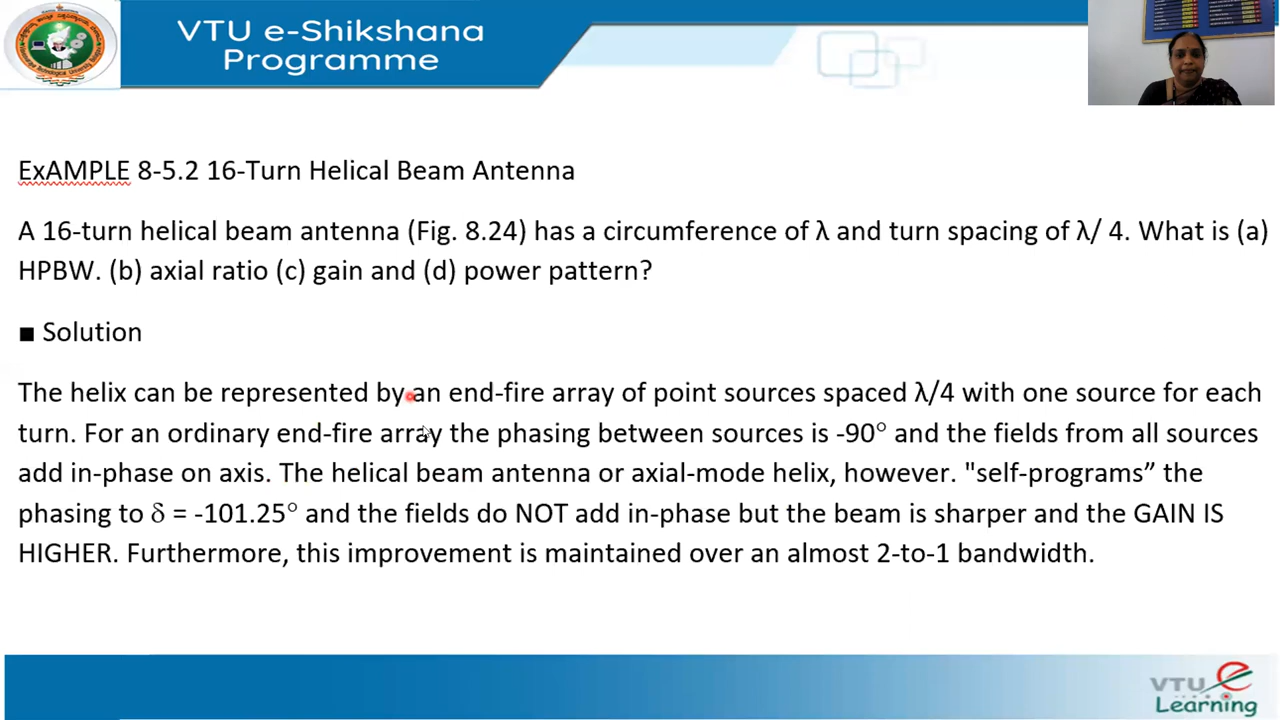 VTU e-Shikshana
Programme
ExAMPLE 8-5.2 16-Turn Helical Beam Antenna
A 16-turn helical beam antenna (Fig. 8.24) has a circumference of λ and turn spacing of λ/ 4. What is (a)
HPBW. (b) axial ratio (c) gain and (d) power pattern?
■ Solution
The helix can be represented by an end-fire array of point sources spaced λ/4 with one source for each
turn. For an ordinary end-fire array the phasing between sources is -90° and the fields from all sources
add in-phase on axis. The helical beam antenna or axial-mode helix, however. "self-programs” the
phasing to δ = -101.25° and the fields do NOT add in-phase but the beam is sharper and the GAIN IS
HIGHER. Furthermore, this improvement is maintained over an almost 2-to-1 bandwidth.
VTU e
Learning